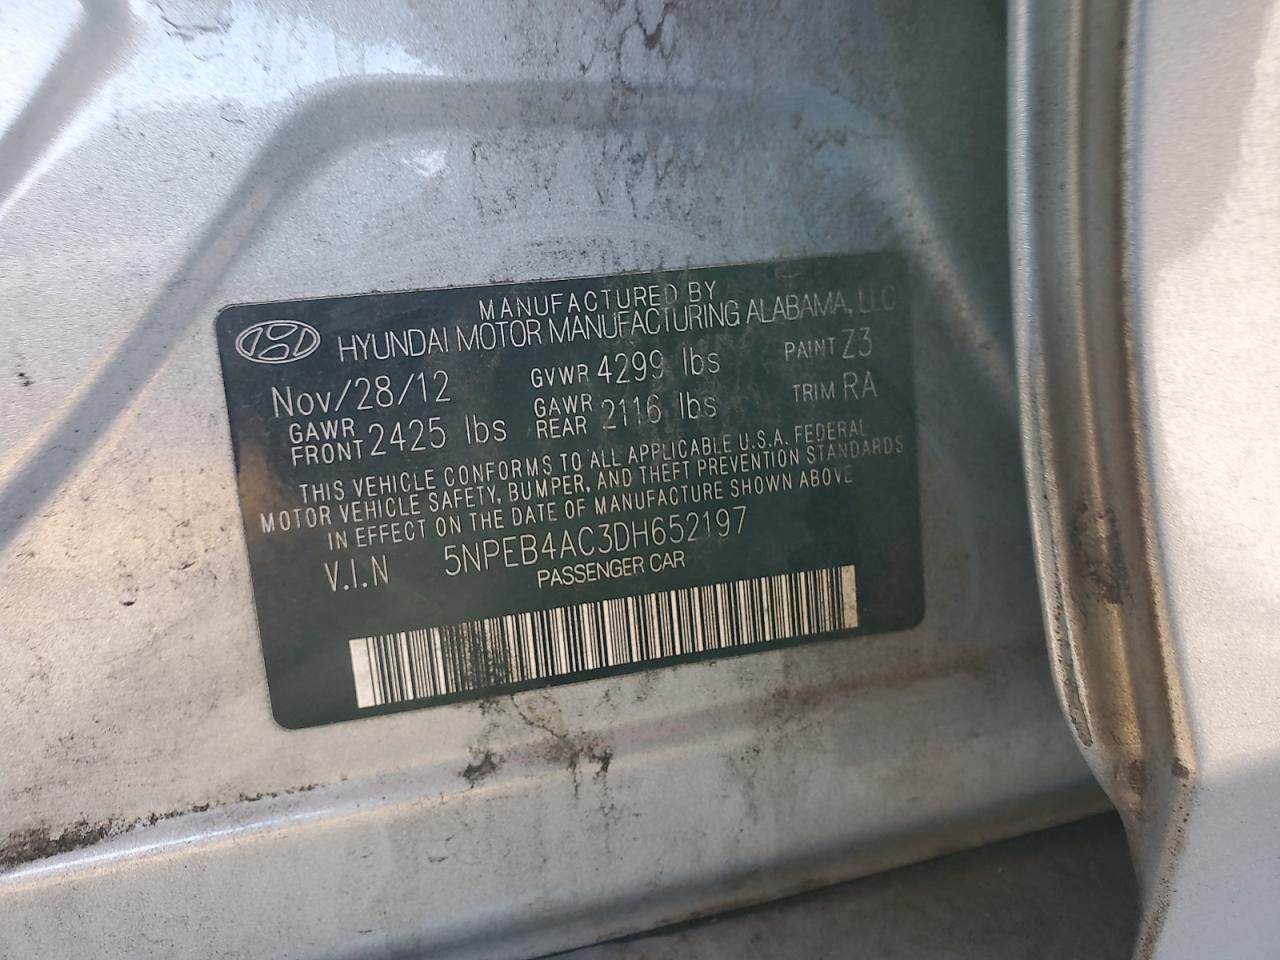 MANUFACTURED BY
HYUNDAI MOTOR MANUFACTURING ALABAMA, LLC
Nov/28/12 GVWR 4299 lbs PAINT Z3
GAWR FRONT 2425 lbs GAWR REAR 2116 lbs TRIM RA
THIS VEHICLE CONFORMS TO ALL APPLICABLE U.S.A. FEDERAL
MOTOR VEHICLE SAFETY, BUMPER, AND THEFT PREVENTION STANDARDS
IN EFFECT ON THE DATE OF MANUFACTURE SHOWN ABOVE
V.I.N 5NPEB4AC3DH652197
PASSENGER CAR